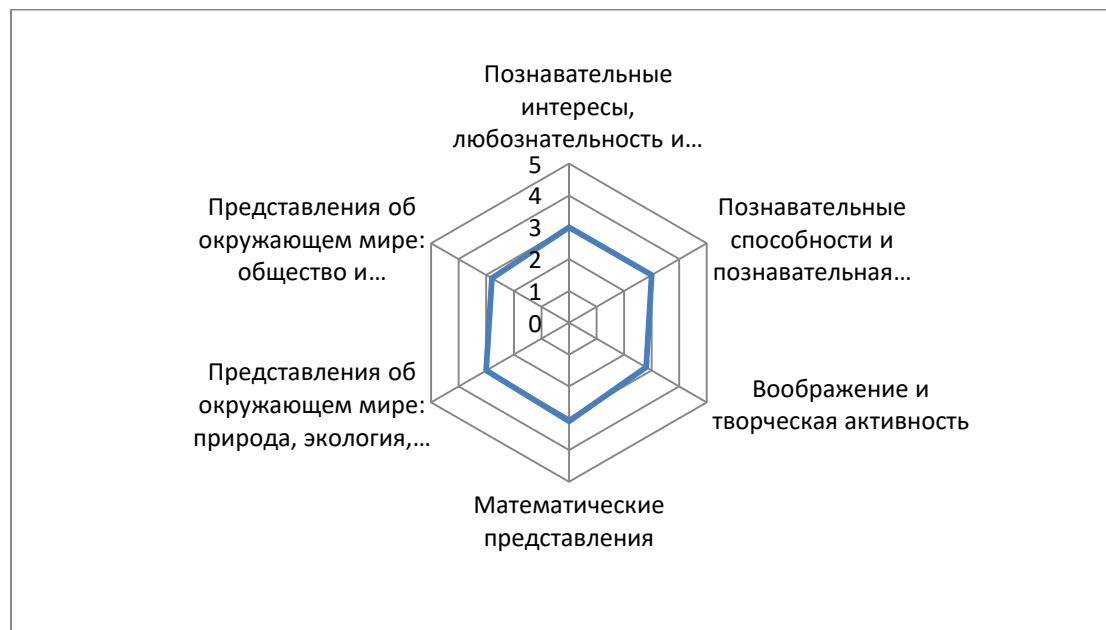 Познавательные
интересы,
любознательность и…
Познавательные
способности и
познавательная…
Воображение и
творческая активность
Математические
представления
Представления об
окружающем мире:
природа, экология,…
Представления об
окружающем мире:
общество и…
5
4
3
2
1
0